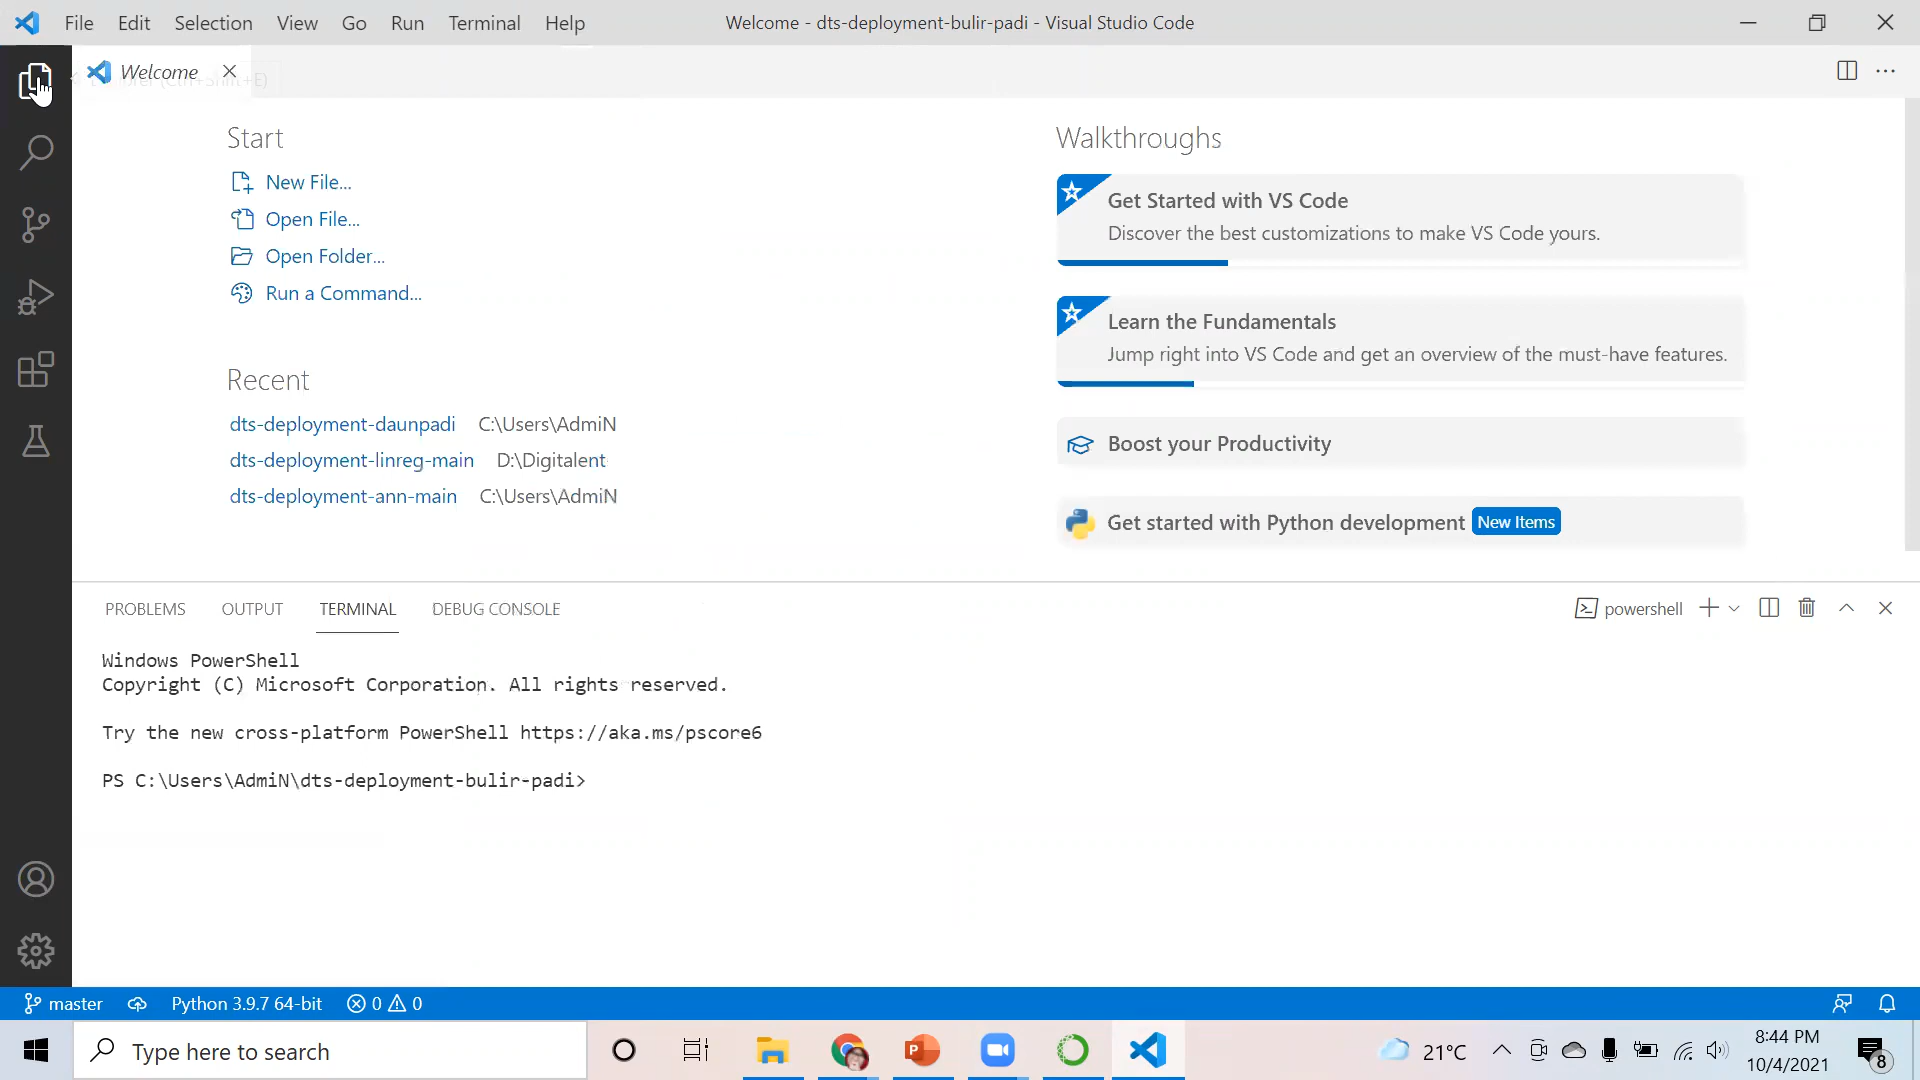 File Edit Selection View Go Run Terminal Help
Welcome - dts-deployment-bulir-padi - Visual Studio Code
Welcome
Start
New File...
Open File...
Open Folder...
Run a Command...
Recent
dts-deployment-daunpadi C:\Users\AdmiN
dts-deployment-linreg-main D:\Digitalent
dts-deployment-ann-main C:\Users\AdmiN
Walkthroughs
Get Started with VS Code
Discover the best customizations to make VS Code yours.
Learn the Fundamentals
Jump right into VS Code and get an overview of the must-have features.
Boost your Productivity
Get started with Python development New Items
PROBLEMS OUTPUT TERMINAL DEBUG CONSOLE
powershell
Windows PowerShell
Copyright (C) Microsoft Corporation. All rights reserved.
Try the new cross-platform PowerShell https://aka.ms/pscore6
PS C:\Users\AdmiN\dts-deployment-bulir-padi>
master Python 3.9.7 64-bit 0 0
Type here to search
21°C
8:44 PM
10/4/2021
8